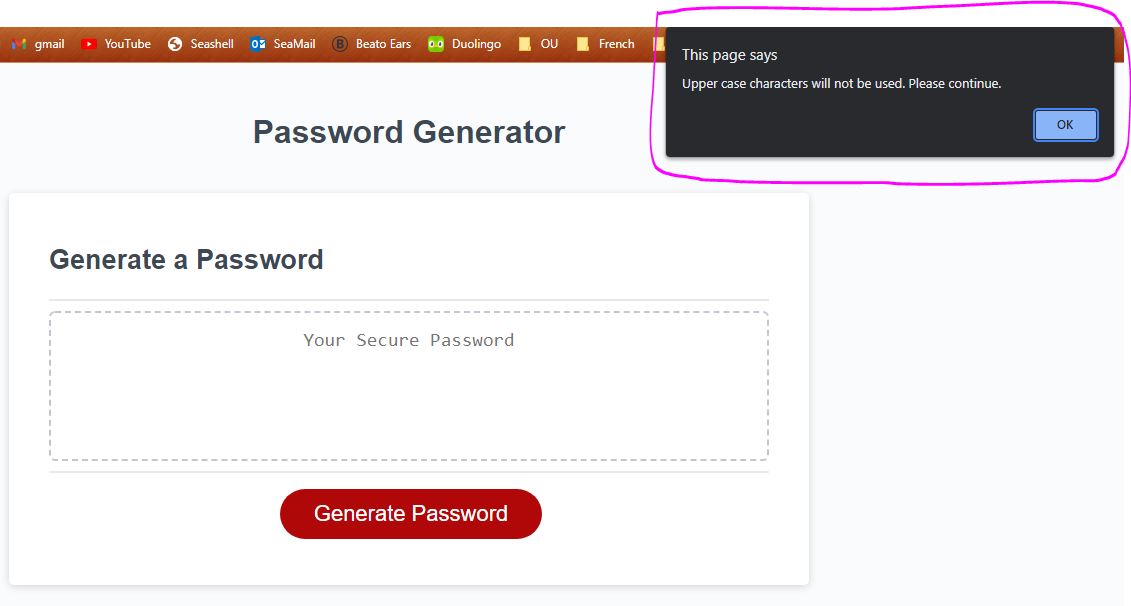 gmail YouTube Seashell SeaMail Beato Ears Duolingo OU French
This page says
Upper case characters will not be used. Please continue.
OK
Password Generator
Generate a Password
Your Secure Password
Generate Password